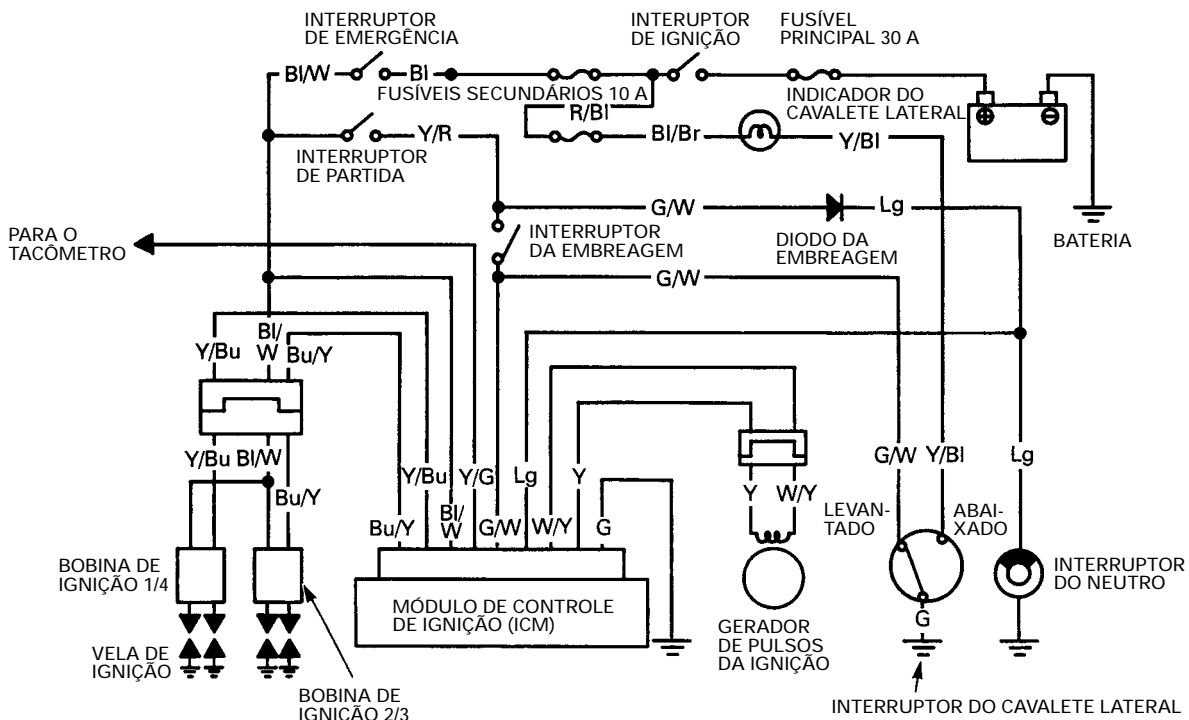 INTERRUPTOR
DE EMERGÊNCIA
INTERUPTOR
DE IGNIÇÃO
FUSÍVEL
PRINCIPAL 30 A
Bl/W
Bl
FUSÍVEIS SECUNDÁRIOS 10 A
R/Bl
INDICADOR DO
CAVALETE LATERAL
Bl/Br
Y/Bl
Y/R
INTERRUPTOR
DE PARTIDA
G/W
Lg
BATERIA
PARA O
TACÔMETRO
INTERRUPTOR
DA EMBREAGEM
DIODO DA
EMBREAGEM
G/W
Y/Bu
Bl/
W
Bu/Y
Y/Bu
Bl/W
Bu/Y
Bu/Y
Y/Bu
Bl/
W
Y/G
G/W
Lg
W/Y
Y
G
Y
W/Y
G/W
Y/Bl
Lg
LEVAN-
TADO
ABAI-
XADO
BOBINA DE
IGNIÇÃO 1/4
MÓDULO DE CONTROLE
DE IGNIÇÃO (ICM)
GERADOR
DE PULSOS
DA IGNIÇÃO
G
INTERRUPTOR
DO NEUTRO
VELA DE
IGNIÇÃO
BOBINA DE
IGNIÇÃO 2/3
INTERRUPTOR DO CAVALETE LATERAL